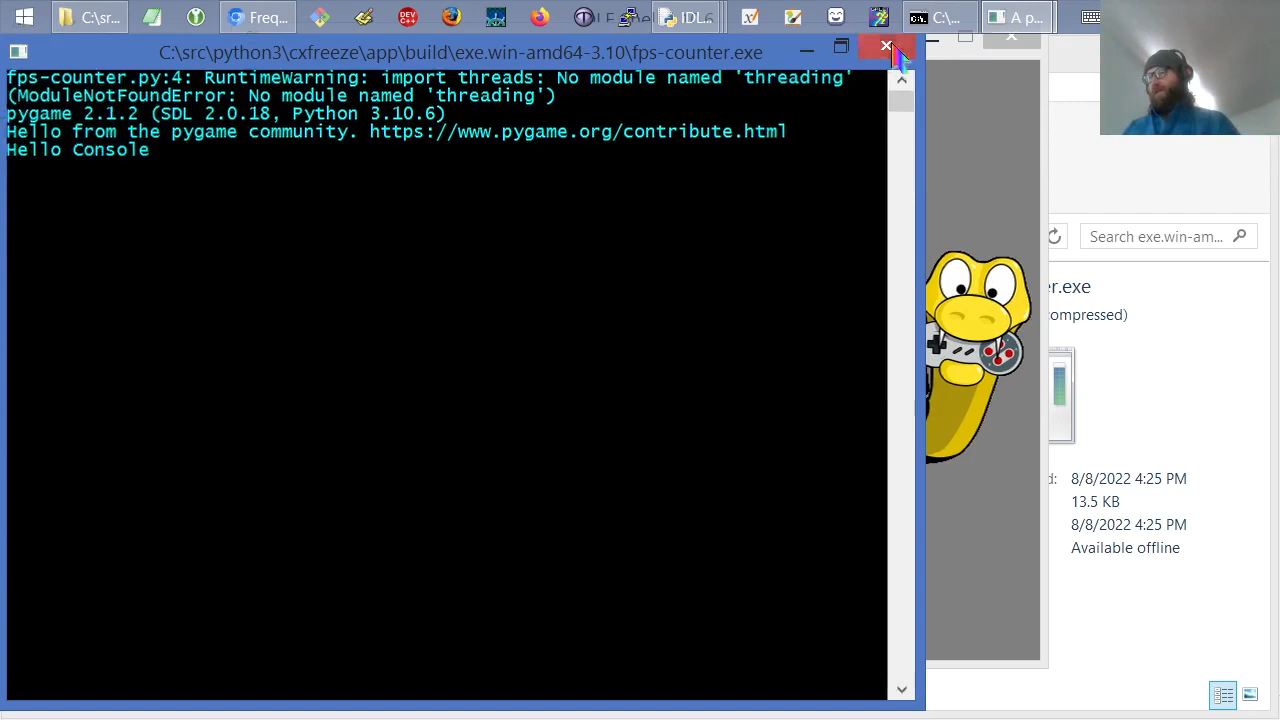 C:\sr...
Freq...
IDL..
C:\...
A p...
C:\src\python3\cxfreeze\app\build\exe.win-amd64-3.10\fps-counter.exe
fps-counter.py:4: RuntimeWarning: import threads: No module named 'threading'
(ModuleNotFoundError: No module named 'threading')
pygame 2.1.2 (SDL 2.0.18, Python 3.10.6)
Hello from the pygame community. https://www.pygame.org/contribute.html
Hello Console
Search exe.win-am...
er.exe
compressed)
d: 8/8/2022 4:25 PM
13.5 KB
8/8/2022 4:25 PM
Available offline